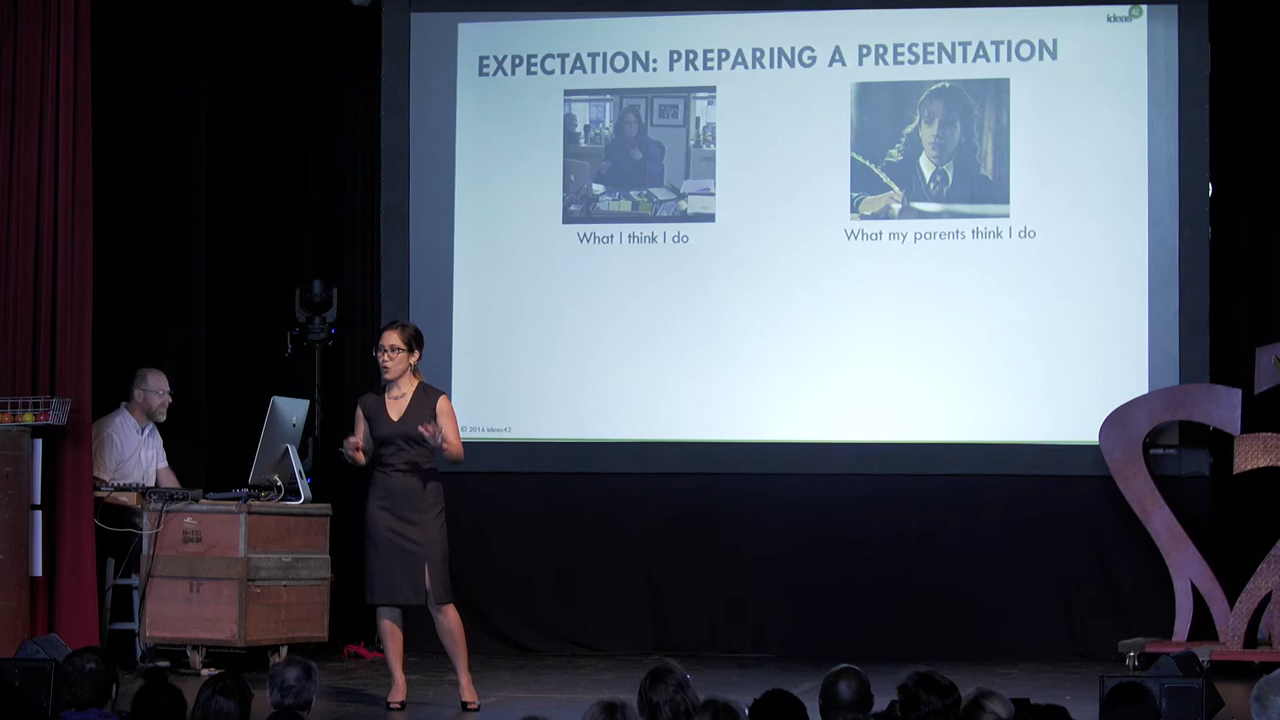 ideas42
EXPECTATION: PREPARING A PRESENTATION
What I think I do
What my parents think I do
© 2016 ideas42